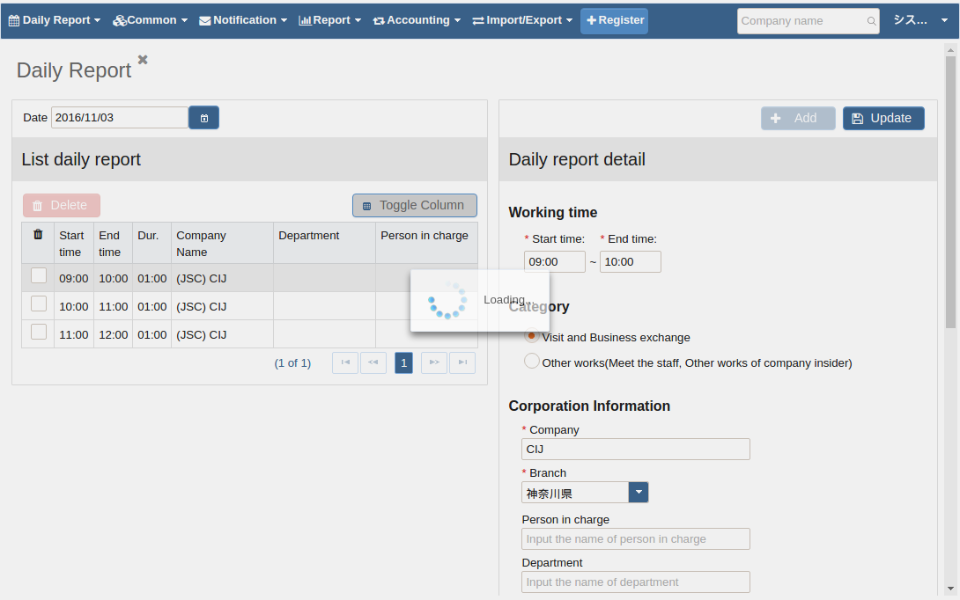 Daily Report Common Notification Report Accounting Import/Export Register Company name シス...
Daily Report
Date 2016/11/03
Add Update
List daily report
Daily report detail
Delete Toggle Column
Start time End time Dur. Company Name Department Person in charge
09:00 10:00 01:00 (JSC) CIJ
10:00 11:00 01:00 (JSC) CIJ
11:00 12:00 01:00 (JSC) CIJ
(1 of 1) 1
Loading...
Working time
* Start time: * End time:
09:00 ~ 10:00
Category
Visit and Business exchange
Other works(Meet the staff, Other works of company insider)
Corporation Information
* Company
CIJ
* Branch
神奈川県
Person in charge
Input the name of person in charge
Department
Input the name of department